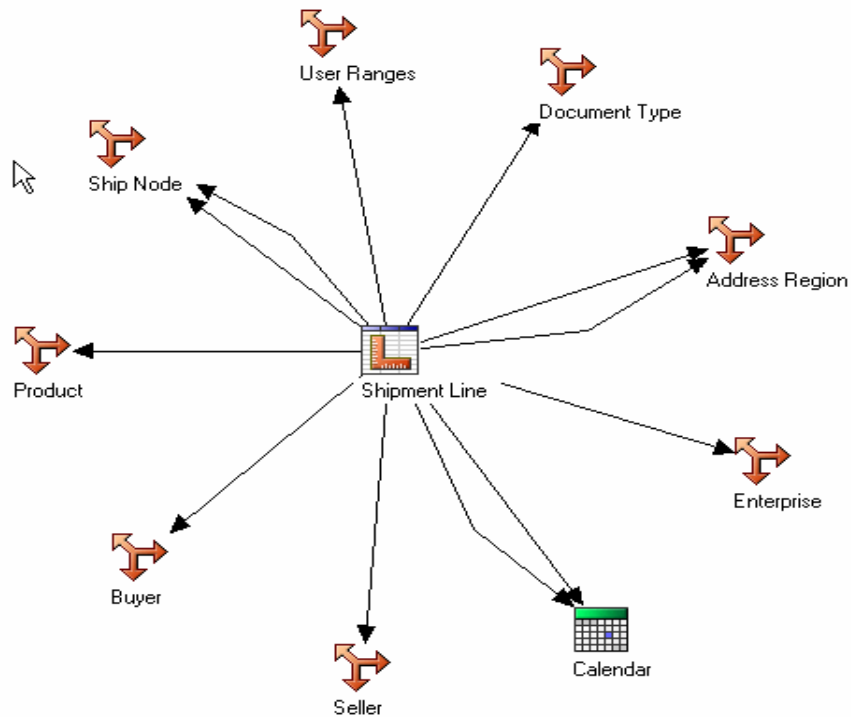 User Ranges
Document Type
Ship Node
Address Region
Product
Shipment Line
Enterprise
Buyer
Calendar
Seller